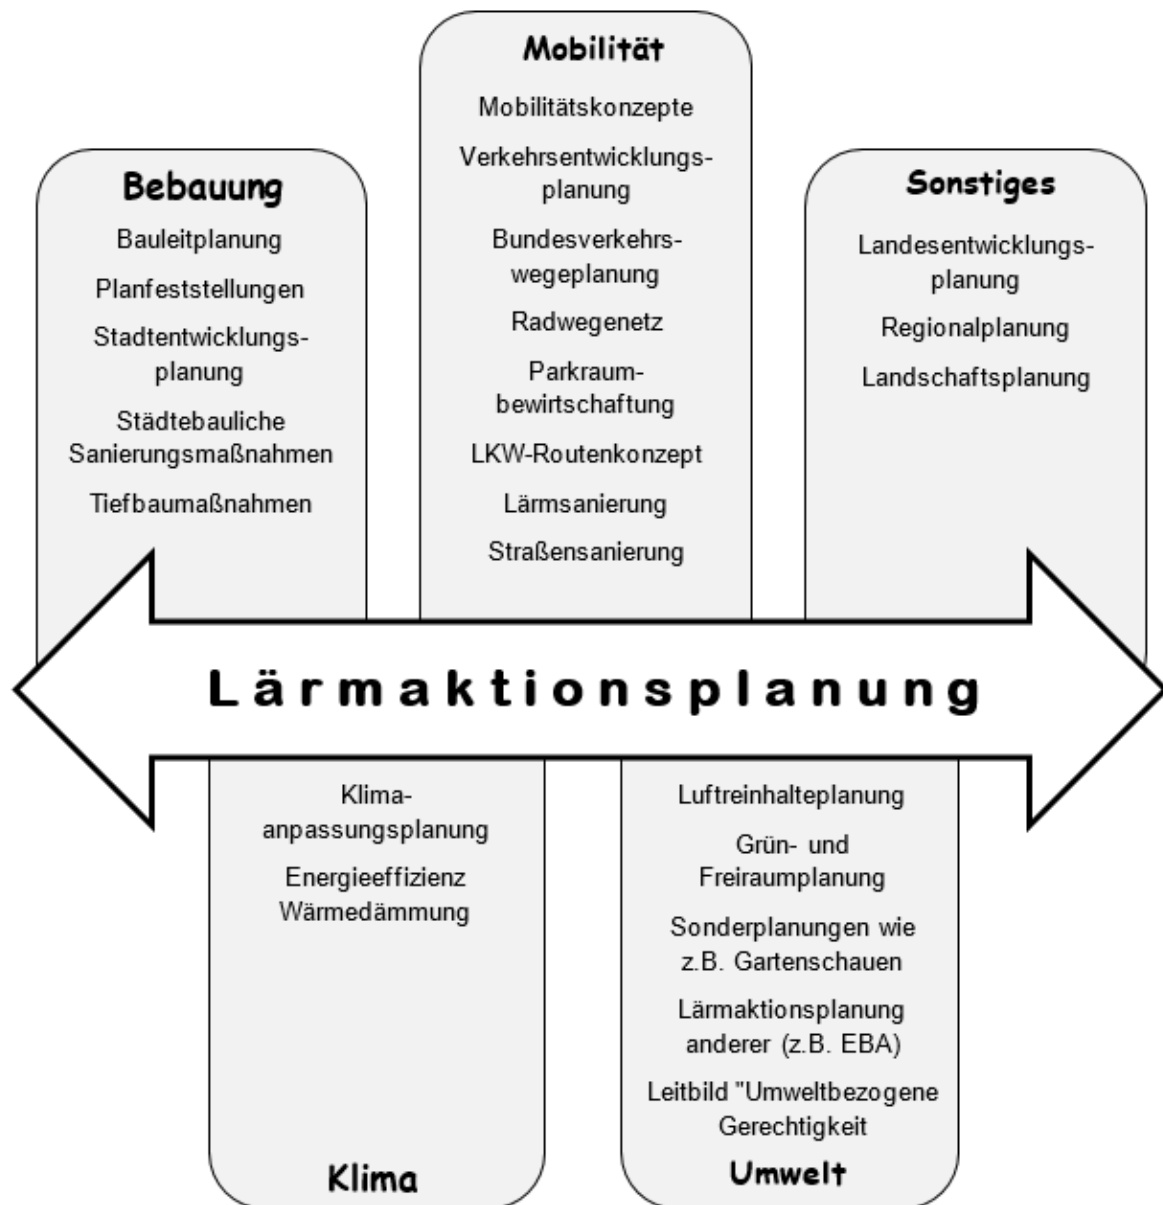 Mobilität
Mobilitätskonzepte
Verkehrsentwicklungs-
planung
Bundesverkehrs-
wegeplanung
Radwegenetz
Parkraum-
bewirtschaftung
LKW-Routenkonzept
Lärmsanierung
Straßensanierung
Bebauung
Bauleitplanung
Planfeststellungen
Stadtentwicklungs-
planung
Städtebauliche
Sanierungsmaßnahmen
Tiefbaumaßnahmen
Sonstiges
Landesentwicklungs-
planung
Regionalplanung
Landschaftsplanung
Lärmaktionsplanung
Klima-
anpassungsplanung
Energieeffizienz
Wärmedämmung
Klima
Luftreinhalteplanung
Grün- und
Freiraumplanung
Sonderplanungen wie
z.B. Gartenschauen
Lärmaktionsplanung
anderer (z.B. EBA)
Leitbild "Umweltbezogene
Gerechtigkeit
Umwelt